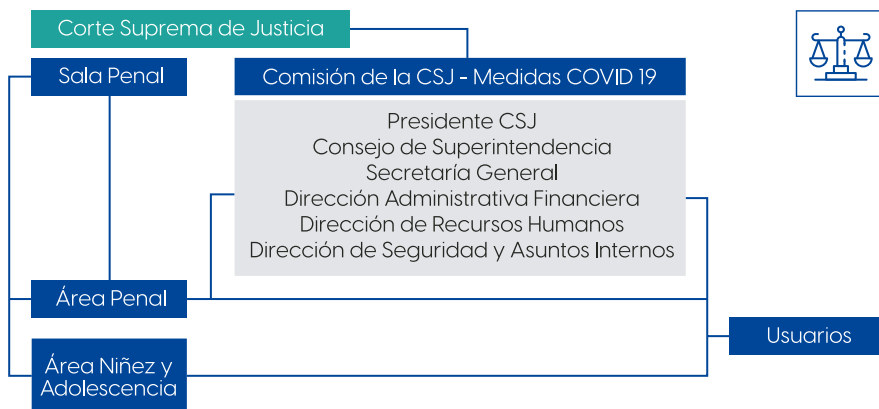 Corte Suprema de Justicia
Sala Penal
Comisión de la CSJ - Medidas COVID 19
Presidente CSJ
Consejo de Superintendencia
Secretaría General
Dirección Administrativa Financiera
Dirección de Recursos Humanos
Dirección de Seguridad y Asuntos Internos
Área Penal
Usuarios
Área Niñez y
Adolescencia